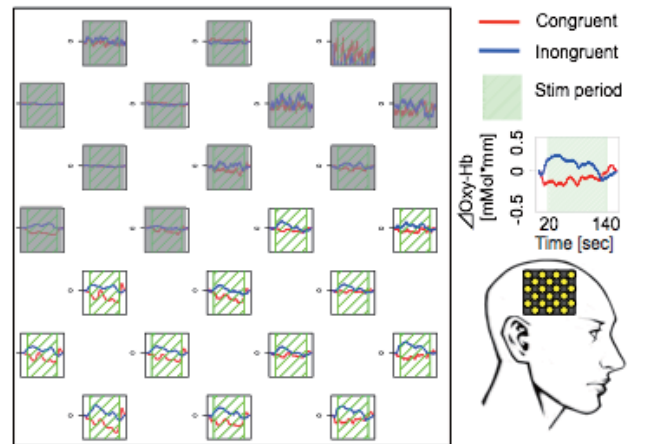 Congruent
Inongruent
Stim period
⊿Oxy-Hb
[mMol*mm]
0.5
0
-0.5
20 140
Time [sec]